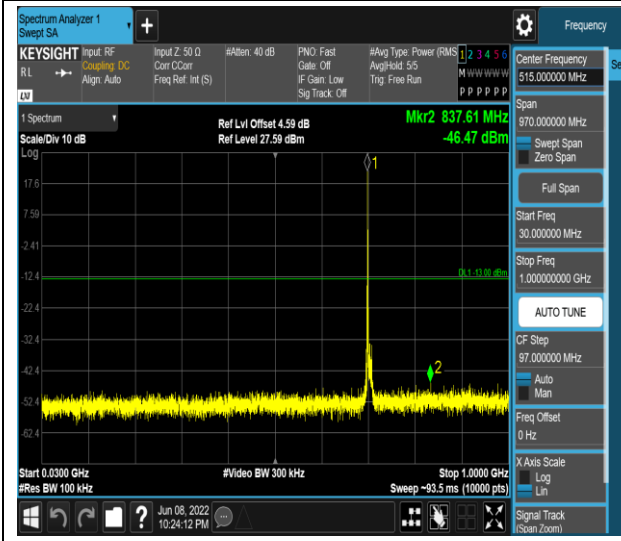 Spectrum Analyzer 1
Swept SA
+
Frequency
KEYSIGHT
Input: RF
Input Z: 50 Ω
#Atten: 40 dB
PNO: Fast
#Avg Type: Power (RMS
1 2 3 4 5 6
RL
Coupling: DC
Corr CCorr
Gate: Off
Avg|Hold: 5/5
M W W W W W
Align: Auto
Freq Ref: Int (S)
IF Gain: Low
Trig: Free Run
LXI
Sig Track: Off
P P P P P P
Center Frequency
515.000000 MHz
Se
1 Spectrum
Ref Lvl Offset 4.59 dB
Mkr2 837.61 MHz
Scale/Div 10 dB
Ref Level 27.59 dBm
-46.47 dBm
Log
1
17.6
7.59
-2.41
-12.4
DL1 -13.00 dBm
-22.4
-32.4
-42.4
2
-52.4
-62.4
Start 0.0300 GHz
#Video BW 300 kHz
Stop 1.0000 GHz
#Res BW 100 kHz
Sweep ~93.5 ms (10000 pts)
Span
970.000000 MHz
Swept Span
Zero Span
Full Span
Start Freq
30.000000 MHz
Stop Freq
1.000000000 GHz
AUTO TUNE
CF Step
97.000000 MHz
Auto
Man
Freq Offset
0 Hz
X Axis Scale
Log
Lin
Signal Track
(Span Zoom)
?
Jun 08, 2022
10:24:12 PM